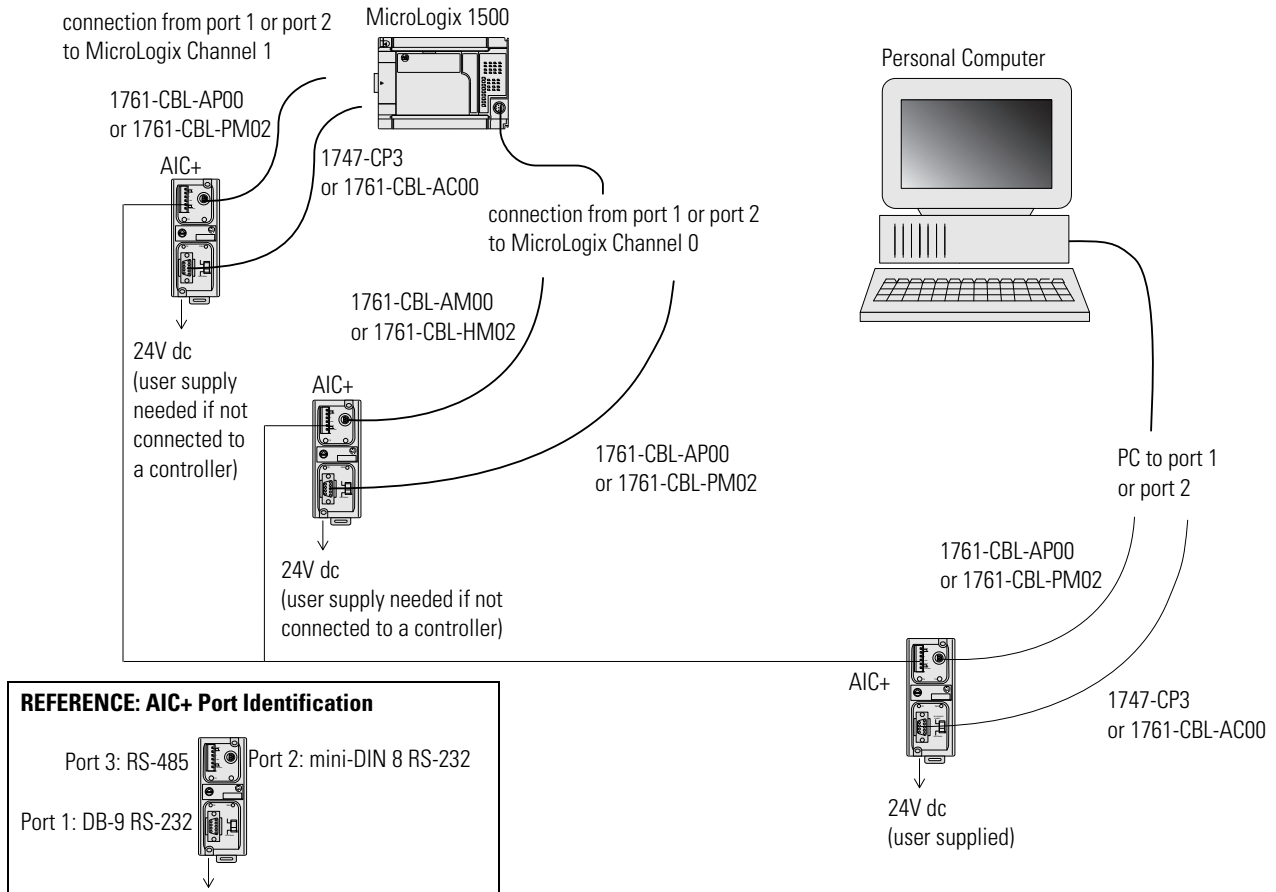 connection from port 1 or port 2
to MicroLogix Channel 1
MicroLogix 1500
Personal Computer
1761-CBL-AP00
or 1761-CBL-PM02
AIC+
1747-CP3
or 1761-CBL-AC00
connection from port 1 or port 2
to MicroLogix Channel 0
1761-CBL-AM00
or 1761-CBL-HM02
24V dc
(user supply
needed if not
connected to
a controller)
AIC+
1761-CBL-AP00
or 1761-CBL-PM02
PC to port 1
or port 2
24V dc
(user supply needed if not
connected to a controller)
1761-CBL-AP00
or 1761-CBL-PM02
AIC+
1747-CP3
or 1761-CBL-AC00
24V dc
(user supplied)
REFERENCE: AIC+ Port Identification
Port 3: RS-485
Port 2: mini-DIN 8 RS-232
Port 1: DB-9 RS-232